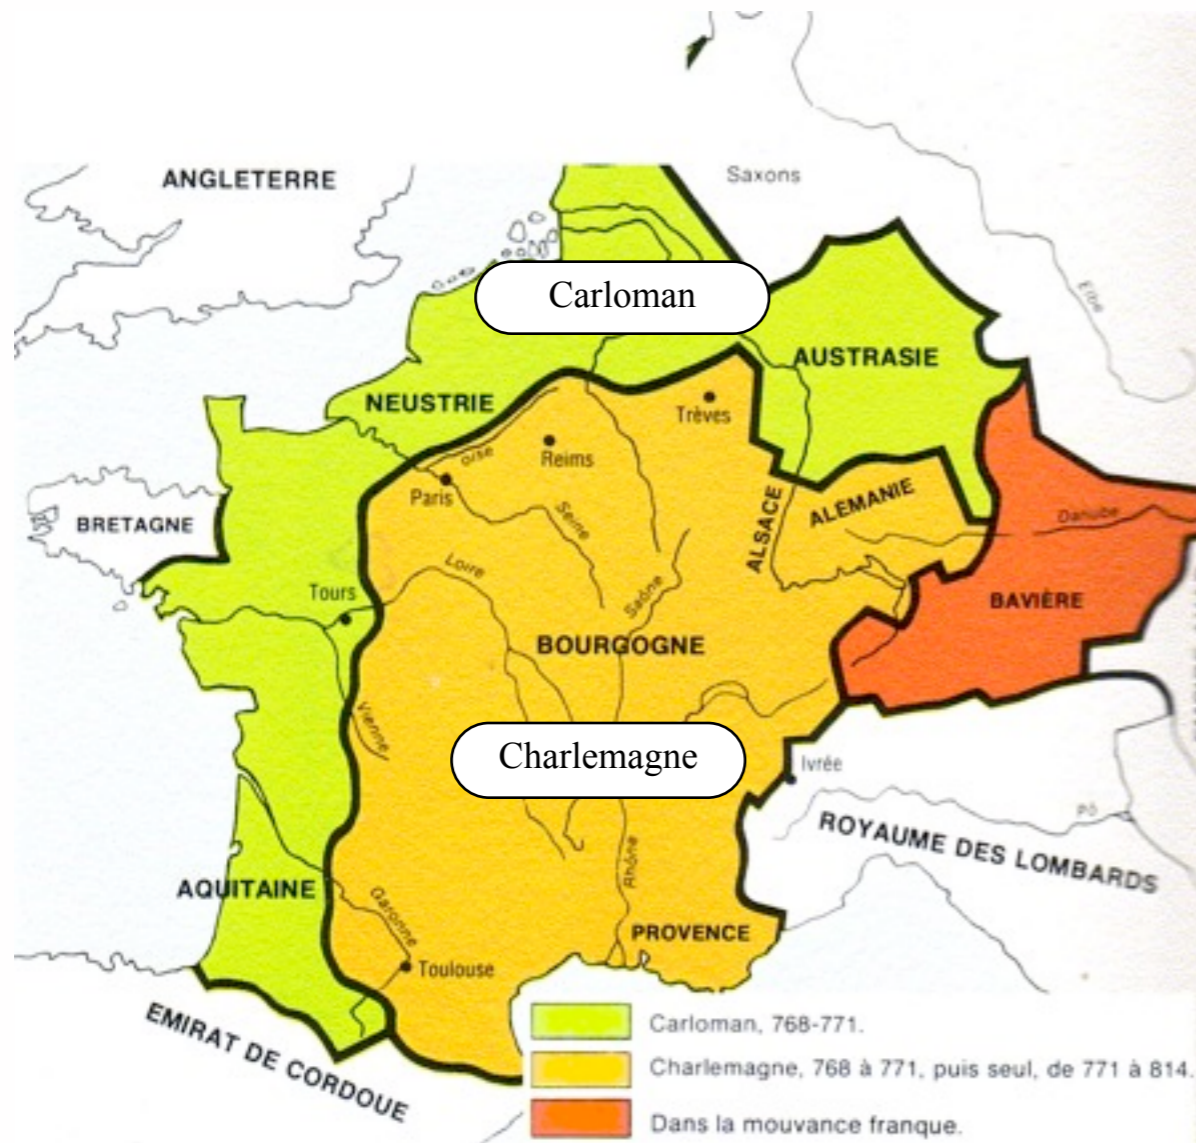 Saxons
ANGLETERRE
Elbe
Carloman
AUSTRASIE
NEUSTRIE
Trèves
oise
Reims
Paris
ALSACE
ALEMANIE
BRETAGNE
Seine
Danube
Loire
Tours
Saône
BAVIÈRE
BOURGOGNE
Vienne
Charlemagne
Ivrée
Pô
ROYAUME DES LOMBARDS
Rhône
AQUITAINE
Garonne
PROVENCE
Toulouse
EMIRAT DE CORDOUE
Carloman, 768-771.
Charlemagne, 768 à 771, puis seul, de 771 à 814.
Dans la mouvance franque.